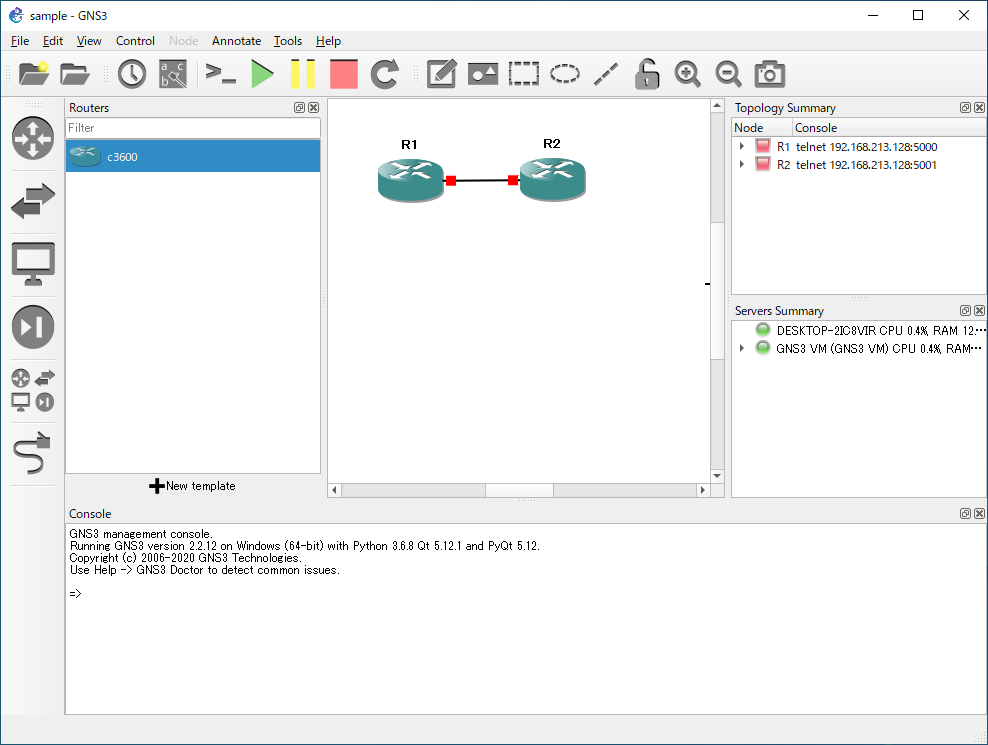 sample - GNS3
File Edit View Control Node Annotate Tools Help
Routers
Filter
c3600
New template
R1
R2
Topology Summary
Node Console
R1 telnet 192.168.213.128:5000
R2 telnet 192.168.213.128:5001
Servers Summary
DESKTOP-2IC8VIR CPU 0.4%, RAM 12.…
GNS3 VM (GNS3 VM) CPU 0.4%, RAM…
Console
GNS3 management console.
Running GNS3 version 2.2.12 on Windows (64-bit) with Python 3.6.8 Qt 5.12.1 and PyQt 5.12.
Copyright (c) 2006-2020 GNS3 Technologies.
Use Help -> GNS3 Doctor to detect common issues.
=>